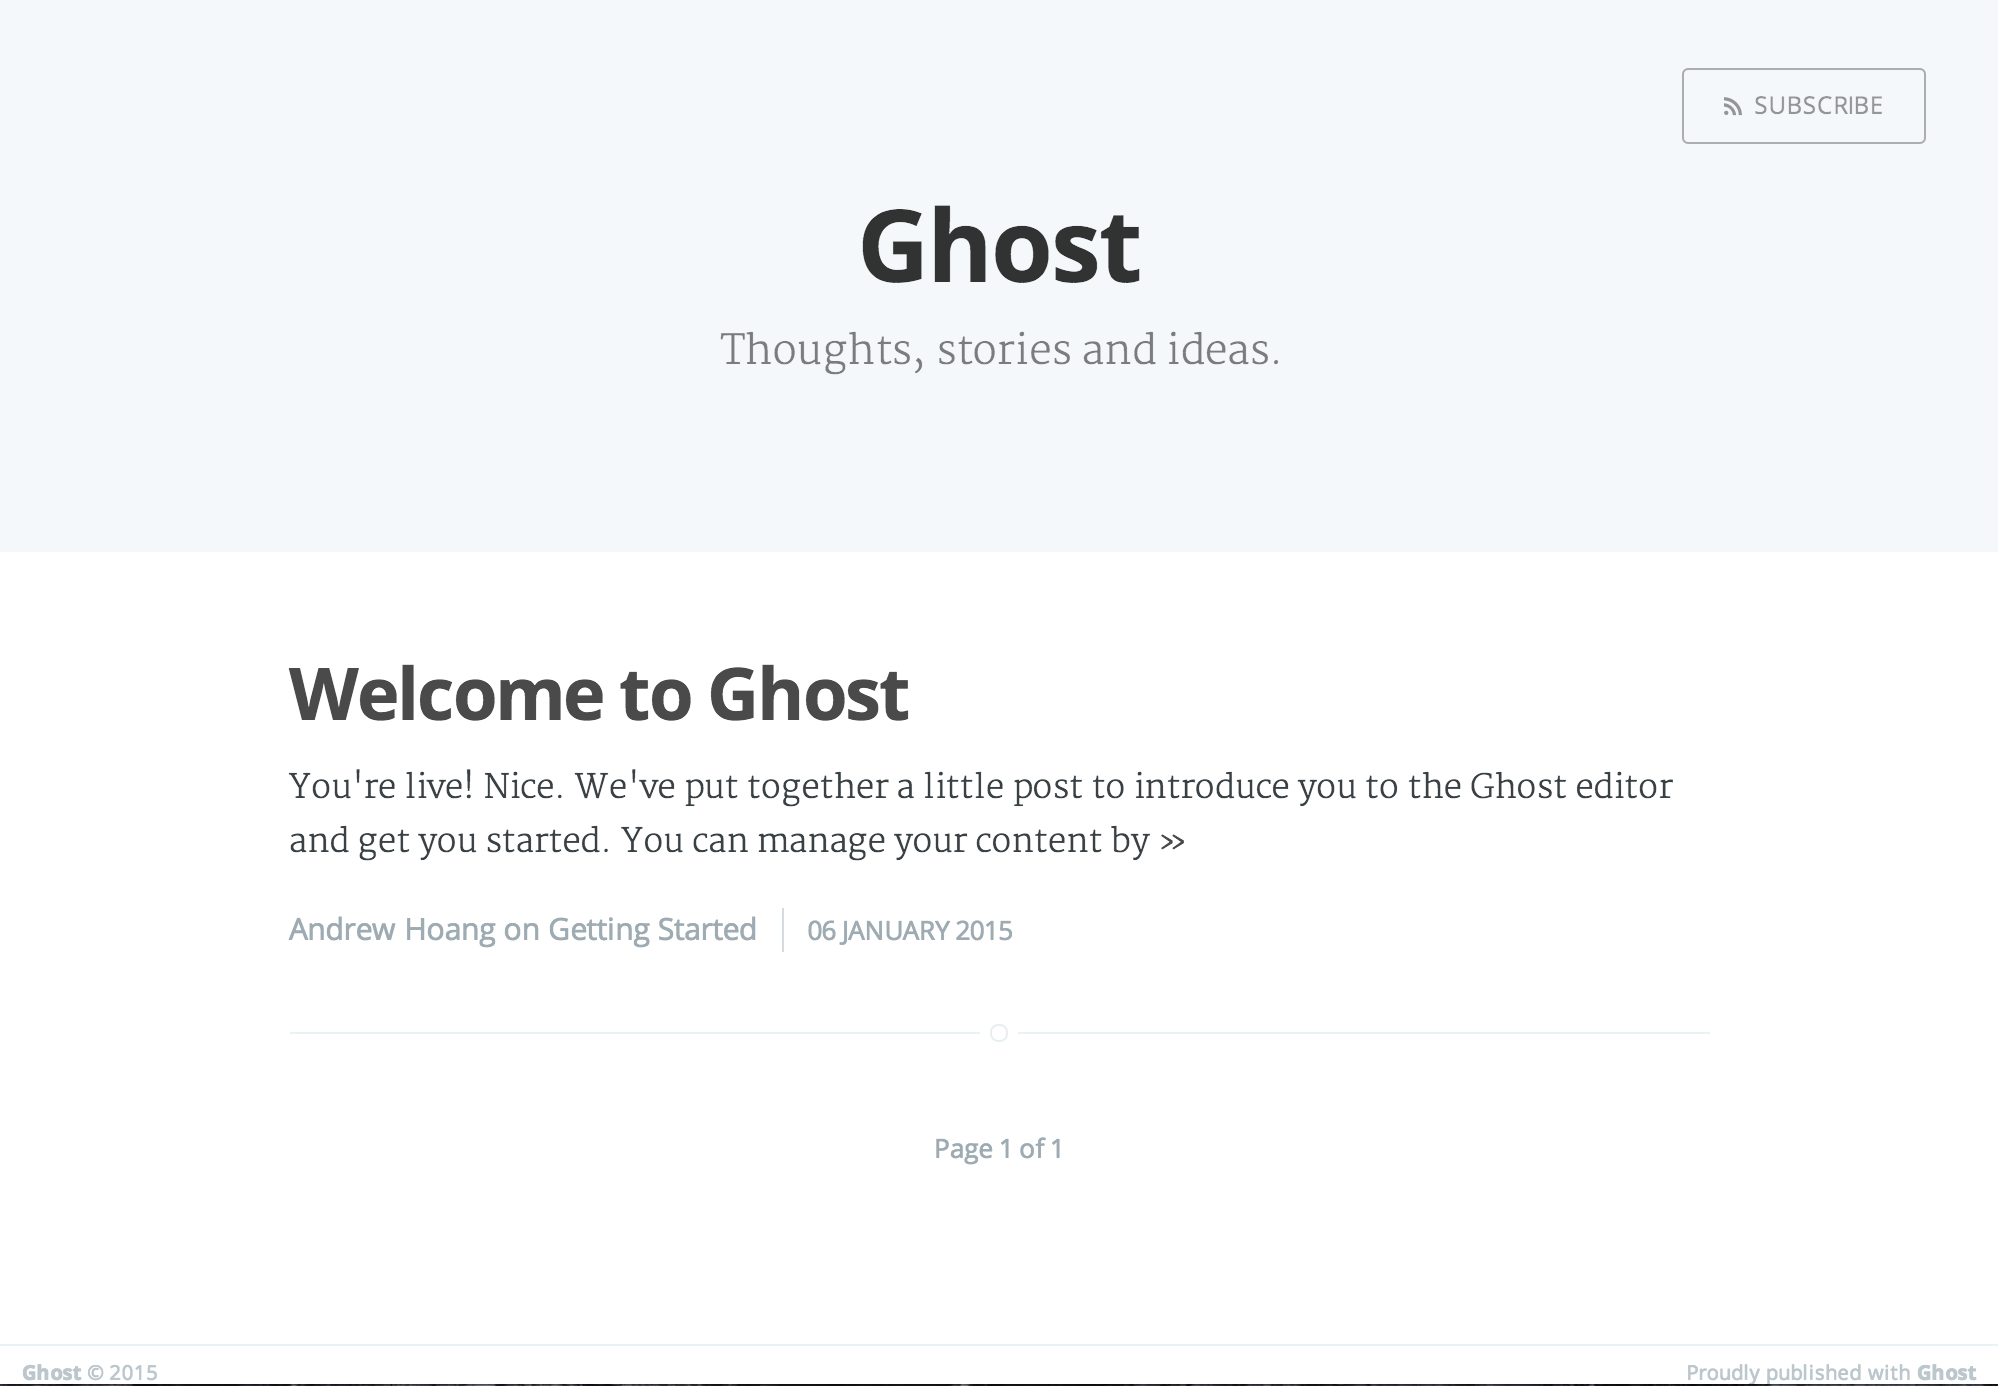 SUBSCRIBE
Ghost
Thoughts, stories and ideas.
Welcome to Ghost
You're live! Nice. We've put together a little post to introduce you to the Ghost editor
and get you started. You can manage your content by »
Andrew Hoang on Getting Started 06 JANUARY 2015
Page 1 of 1
Ghost © 2015 Proudly published with Ghost